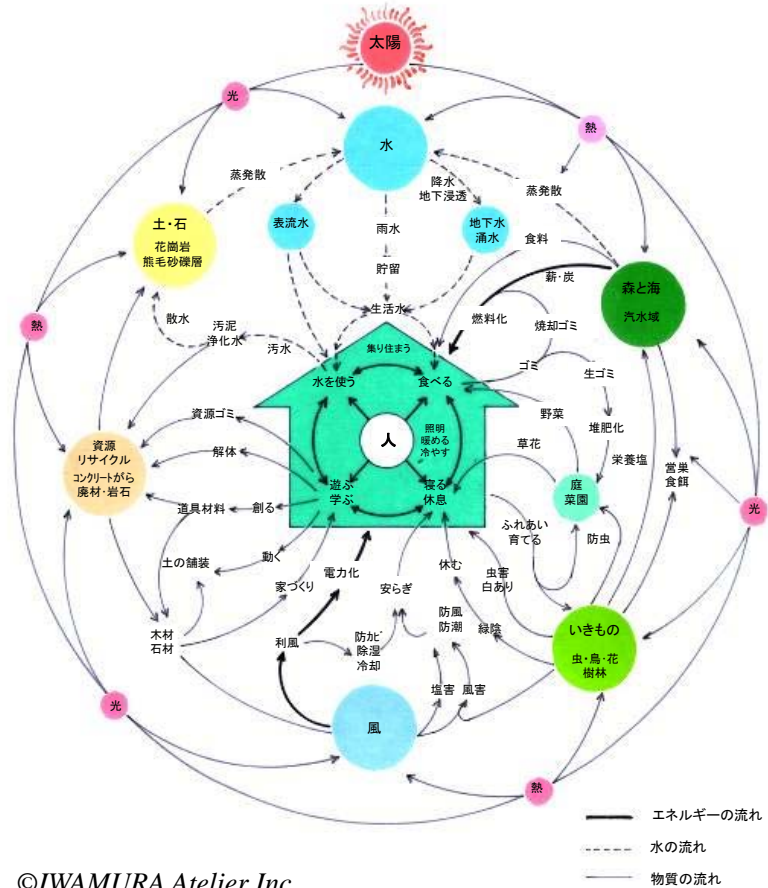 太陽
光
熱
水
蒸発散
降水
地下浸透
蒸発散
土・石
花崗岩
熊毛砂礫層
表流水
雨水
地下水
涌水
食料
貯留
薪・炭
森と海
汽水域
生活水
熱
散水
汚泥
浄化水
汚水
燃料化
焼却ゴミ
集り住まう
ゴミ
生ゴミ
水を使う
食べる
資源ゴミ
野菜
堆肥化
人
照明
暖める
冷やす
草花
資源
リサイクル
コンクリートがら
廃材・岩石
解体
栄養塩
営巣
食餌
遊ぶ
学ぶ
寝る
休息
庭
菜園
道具材料
創る
光
ふれあい
育てる
防虫
土の舗装
動く
電力化
休む
虫害
白あり
家づくり
安らぎ
木材
石材
利風
防カビ
除湿
冷却
防風
防潮
緑陰
いきもの
虫・鳥・花
樹林
光
塩害
風害
風
熱
エネルギーの流れ
水の流れ
物質の流れ
©IWAMURA Atelier Inc